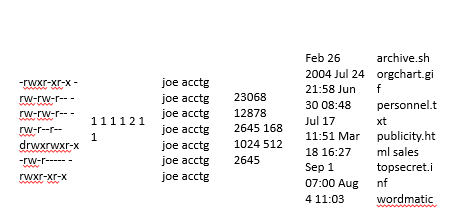 -rwxr-xr-x -
rw-rw-r-- -
rw-rw-r-- -
rw-r--r--
drwxrwxr-x
-rw-r----- -
rwxr-xr-x
1 1 1 1 2 1
1
joe acctg
joe acctg
joe acctg
joe acctg
joe acctg
joe acctg
joe acctg
23068
12878
2645 168
1024 512
2645
Feb 26
2004 Jul 24
21:58 Jun
30 08:48
Jul 17
11:51 Mar
18 16:27
Sep 1
07:00 Aug
4 11:03
archive.sh
orgchart.gi
f
personnel.t
xt
publicity.ht
ml sales
topsecret.i
nf
wordmatic